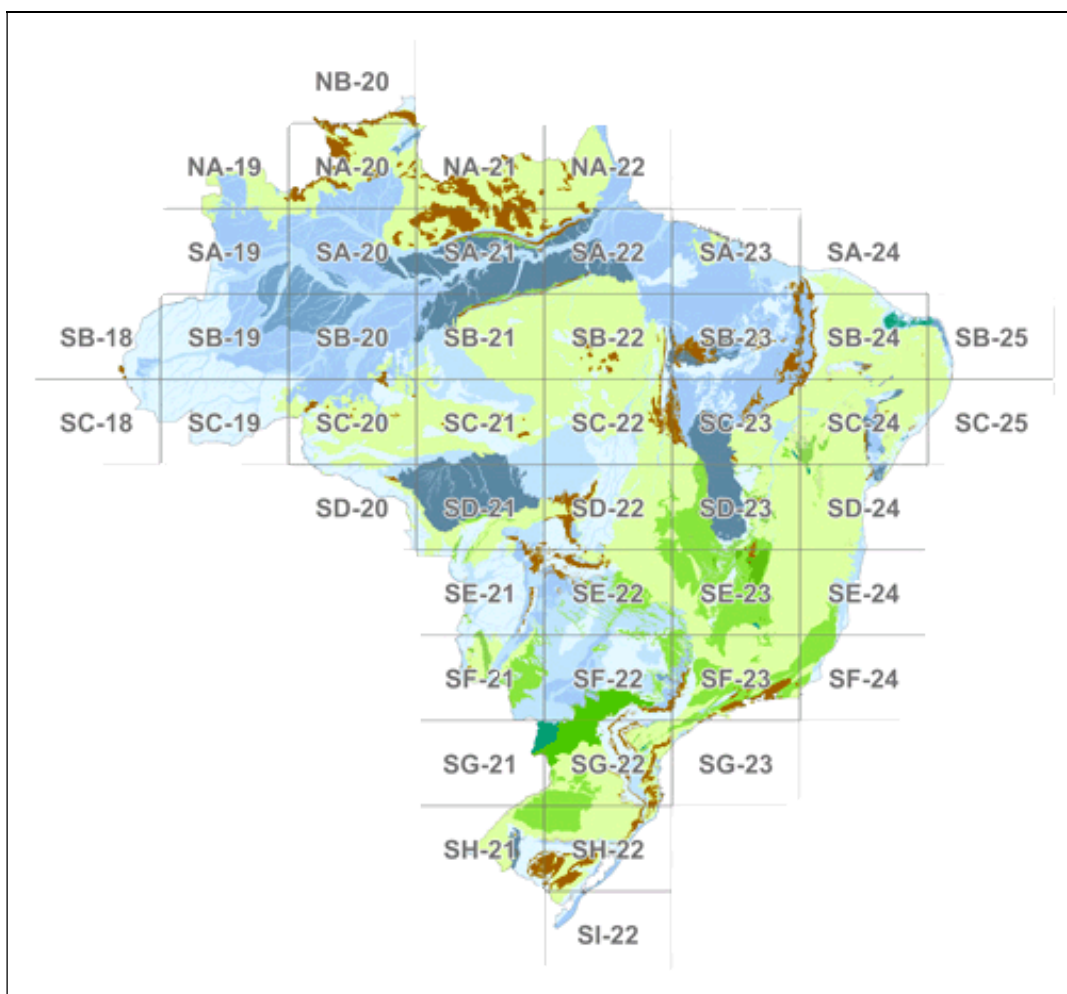 NB-20
NA-19 NA-20 NA-21 NA-22
SA-19 SA-20 SA-21 SA-22 SA-23 SA-24
SB-18 SB-19 SB-20 SB-21 SB-22 SB-23 SB-24 SB-25
SC-18 SC-19 SC-20 SC-21 SC-22 SC-23 SC-24 SC-25
SD-20 SD-21 SD-22 SD-23 SD-24
SE-21 SE-22 SE-23 SE-24
SF-21 SF-22 SF-23 SF-24
SG-21 SG-22 SG-23
SH-21 SH-22
SI-22